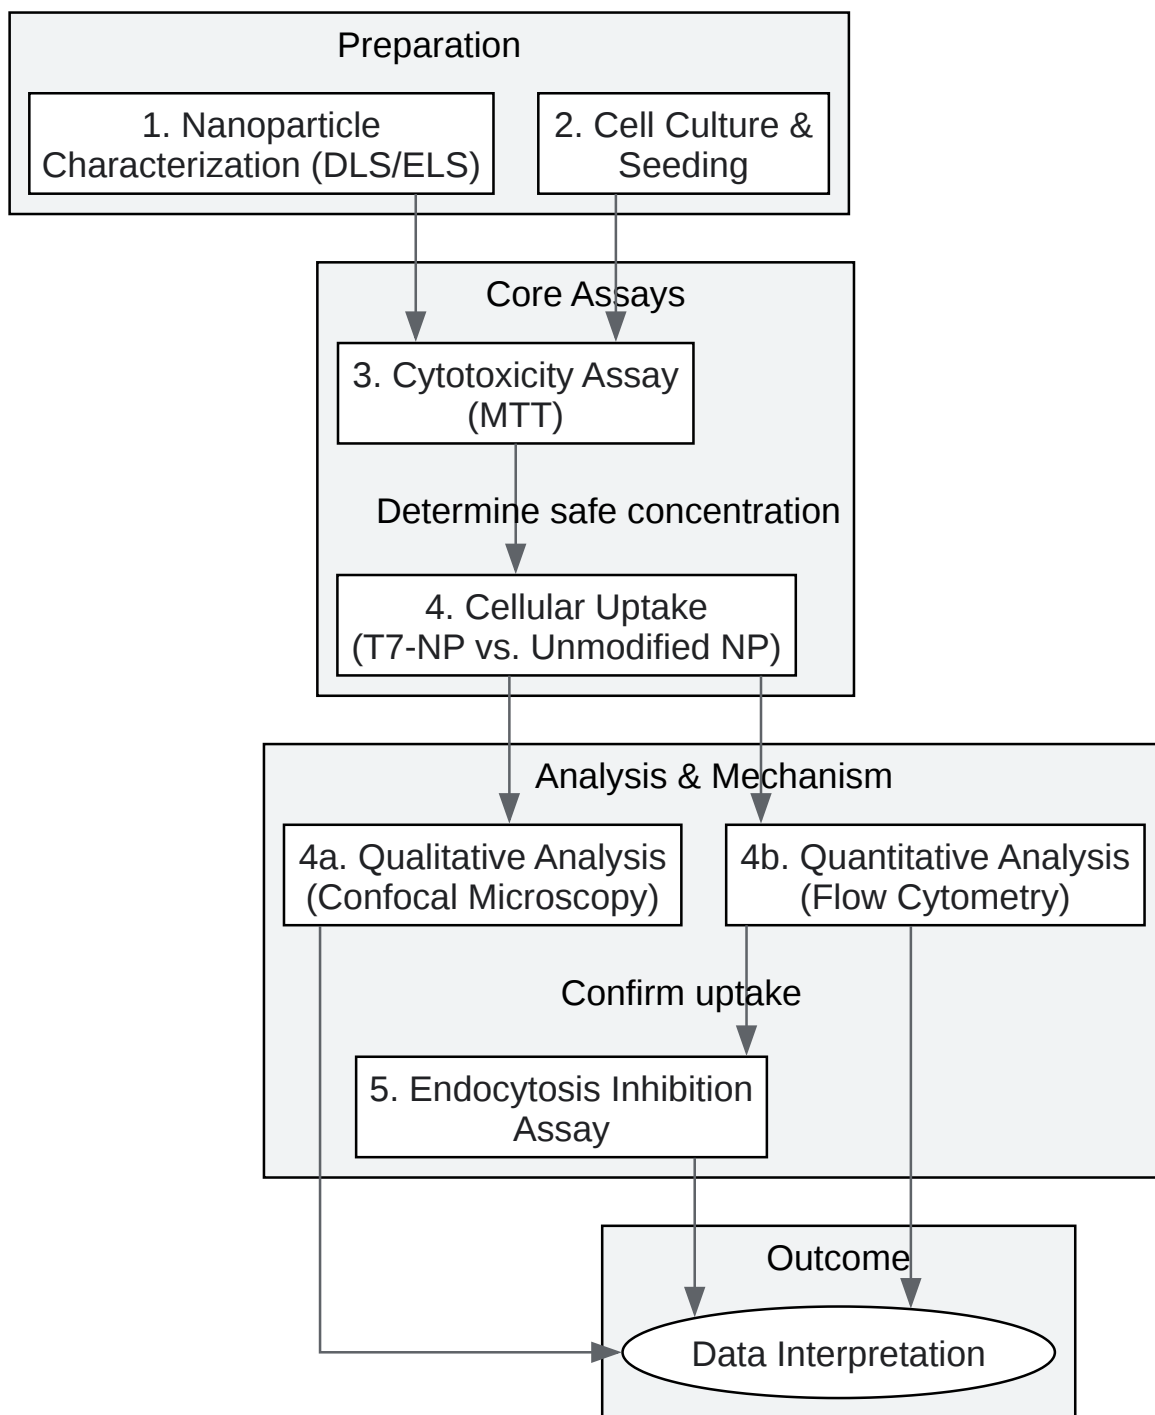 Preparation
1. Nanoparticle
Characterization (DLS/ELS)
2. Cell Culture &
Seeding
Core Assays
3. Cytotoxicity Assay
(MTT)
Determine safe concentration
4. Cellular Uptake
(T7-NP vs. Unmodified NP)
Analysis & Mechanism
4a. Qualitative Analysis
(Confocal Microscopy)
4b. Quantitative Analysis
(Flow Cytometry)
Confirm uptake
5. Endocytosis Inhibition
Assay
Outcome
Data Interpretation